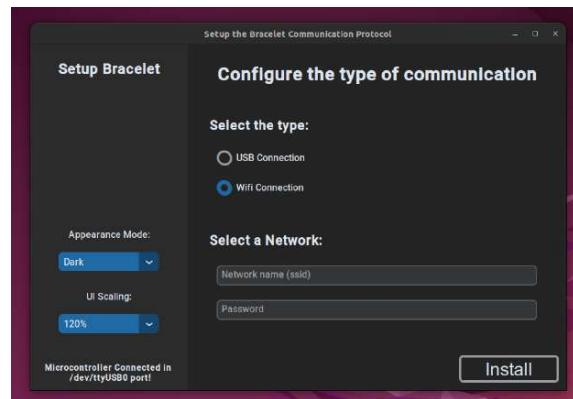 Setup the Bracelet Communication Protocol
Setup Bracelet
Configure the type of communication
Select the type:
USB Connection
Wifi Connection
Appearance Mode:
Dark
Select a Network:
Network name (ssid)
UI Scaling:
Password
120%
Microcontroller Connected in
/dev/ttyUSB0 port!
Install